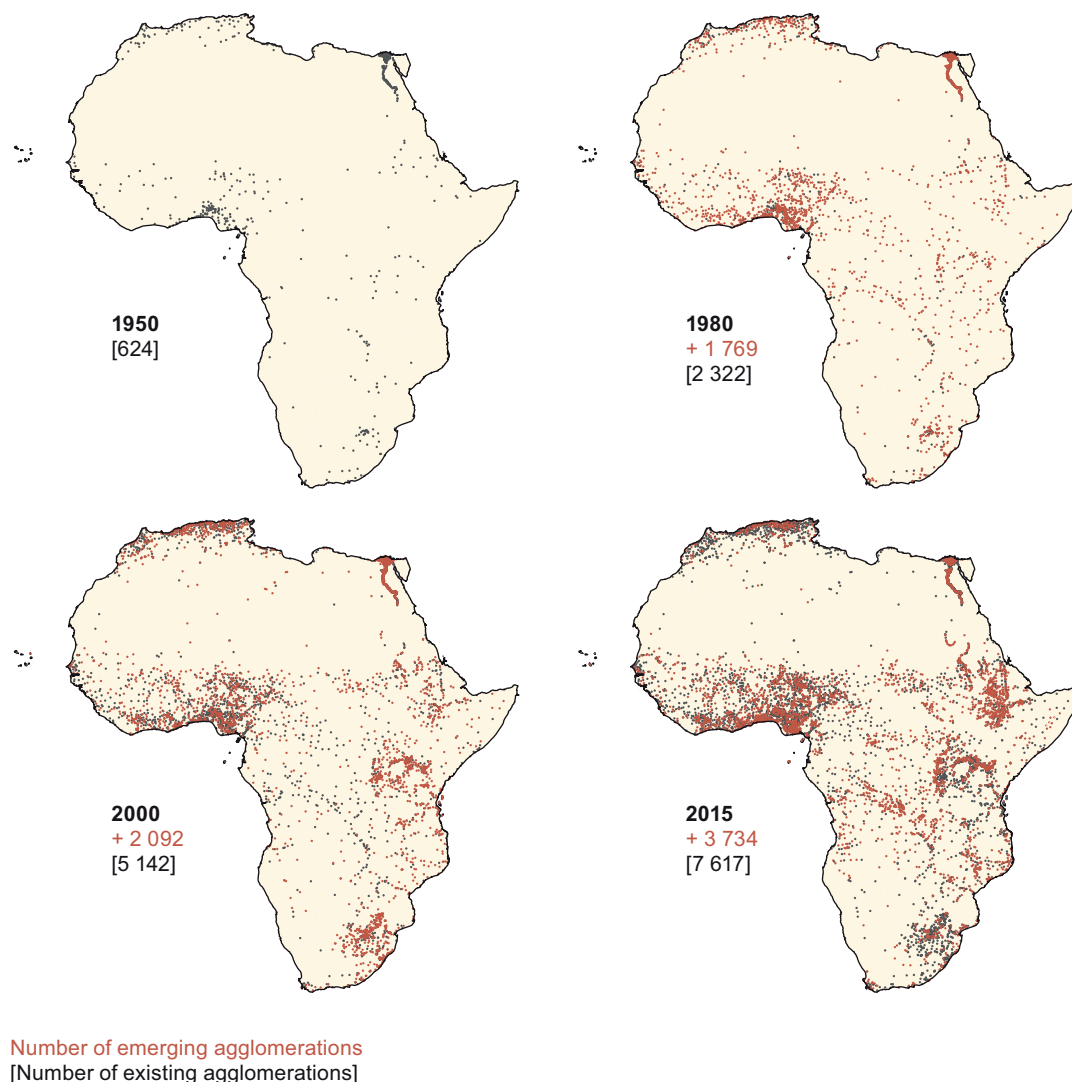 1950
[624]
1980
+ 1 769
[2 322]
2000
+ 2 092
[5 142]
2015
+ 3 734
[7 617]
Number of emerging agglomerations
[Number of existing agglomerations]